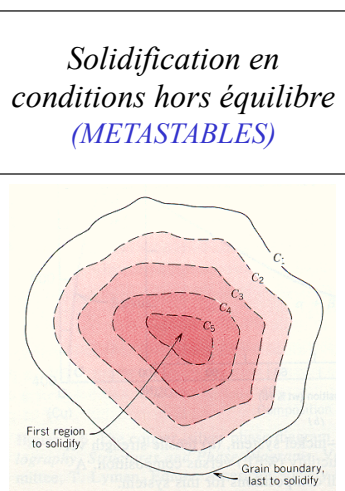 Solidification en
conditions hors équilibre
(METASTABLES)
C1
C2
C3
C4
C5
First region
to solidify
Grain boundary,
last to solidify